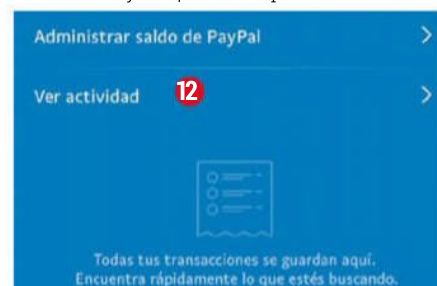 Administrar saldo de PayPal
Ver actividad 12
Todas tus transacciones se guardan aquí.
Encuentra rápidamente lo que estés buscando.